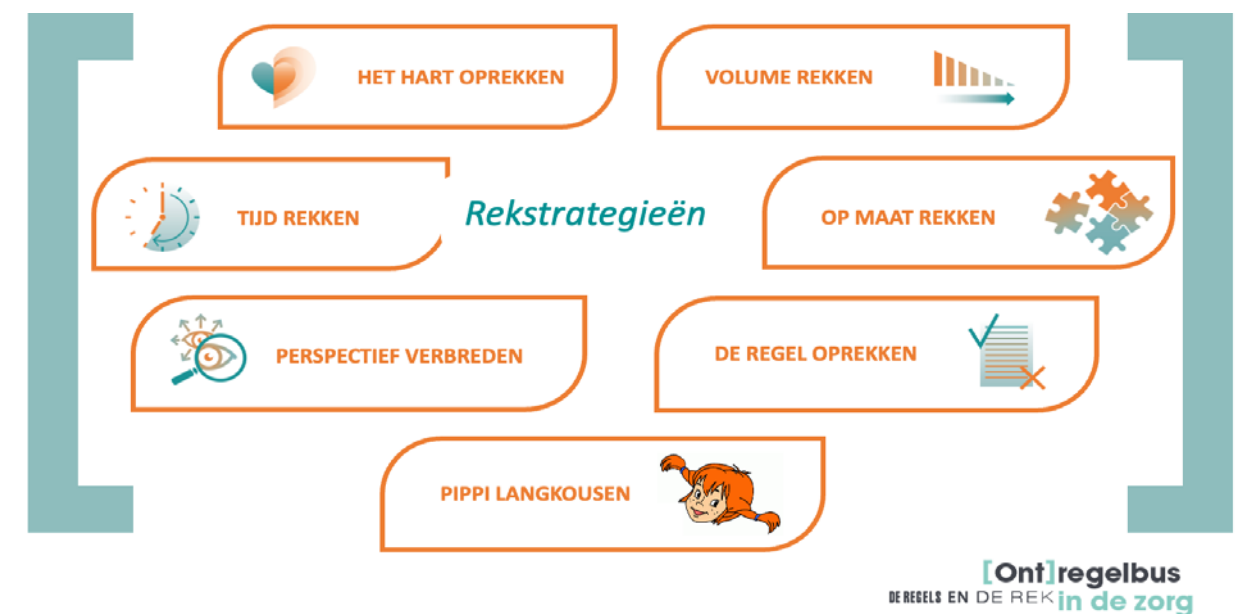 HET HART OPREKKEN
VOLUME REKKEN
TIJD REKKEN
Rekstrategieën
OP MAAT REKKEN
PERSPECTIEF VERBREDEN
DE REGEL OPREKKEN
PIPPI LANGKOUSEN
[Ont]regelbus
DE REGELS EN DE REK in de zorg